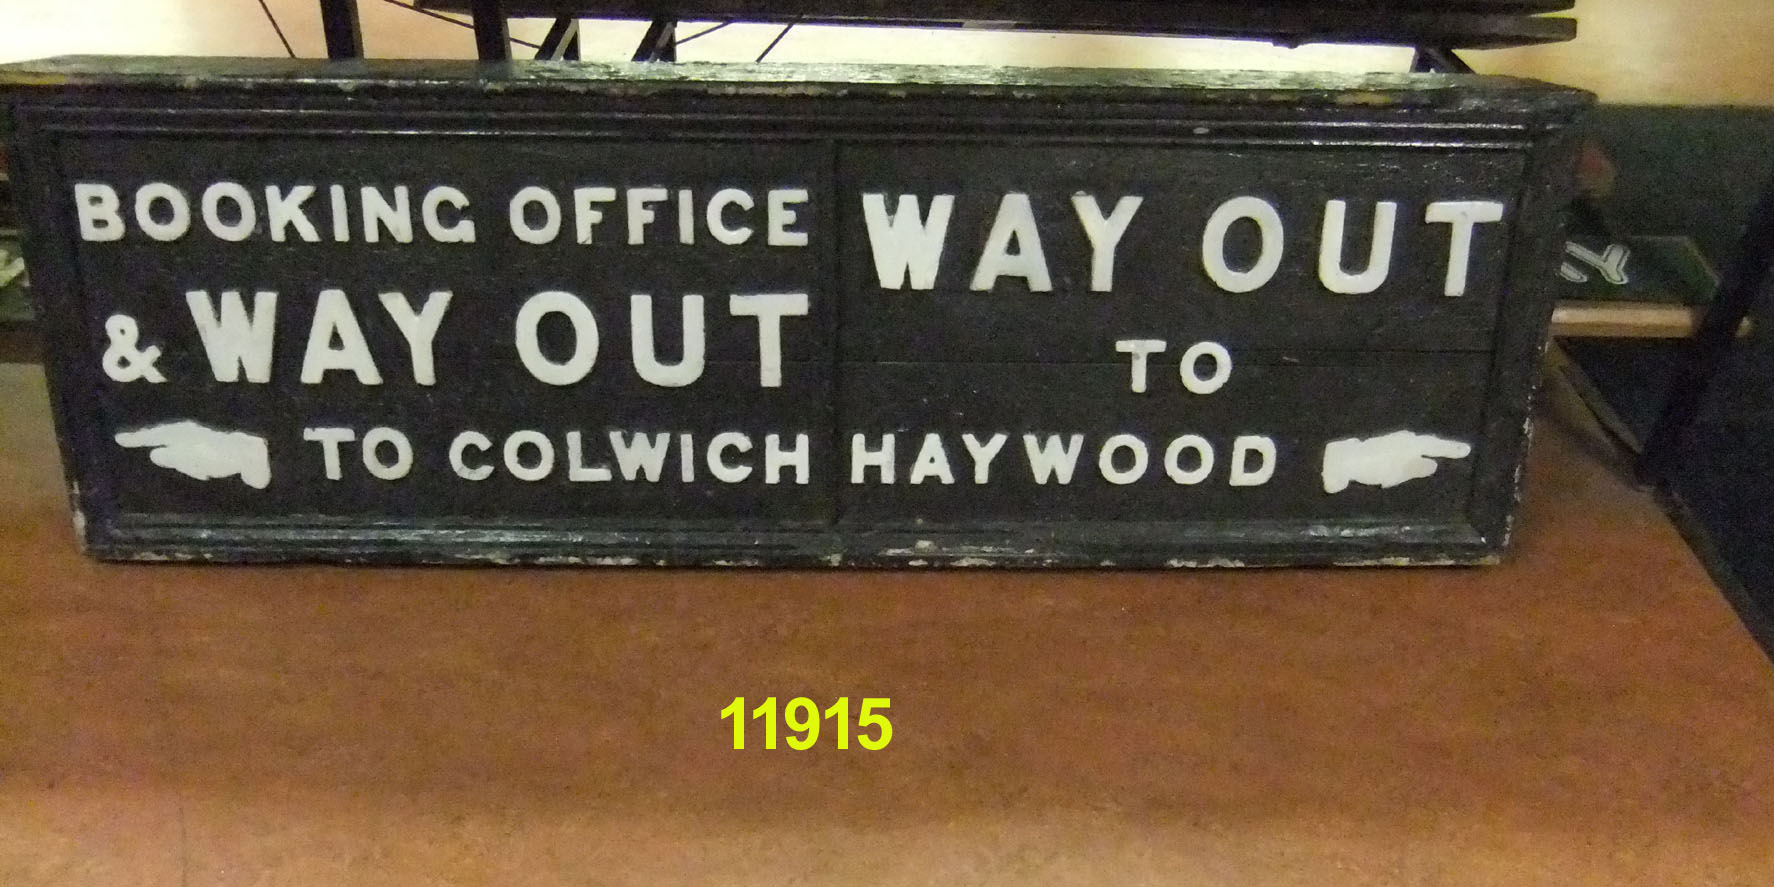 BOOKING OFFICE
& WAY OUT
TO COLWICH
WAY OUT
TO
HAYWOOD
11915